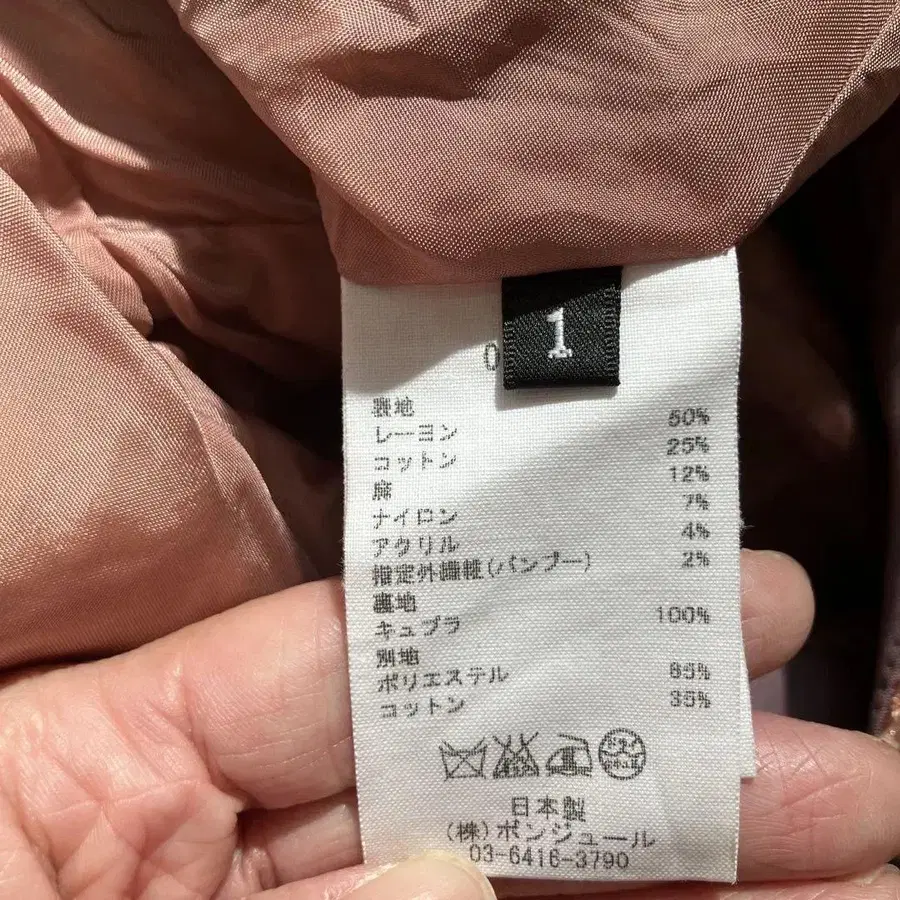 1
0
表地
レーヨン 50%
コットン 25%
麻 12%
ナイロン 7%
アクリル 4%
指定外繊維(バンブー) 2%
裏地
キュプラ 100%
別地
ポリエステル 65%
コットン 35%
日本製
(株)ボンジュール
03-6416-3790